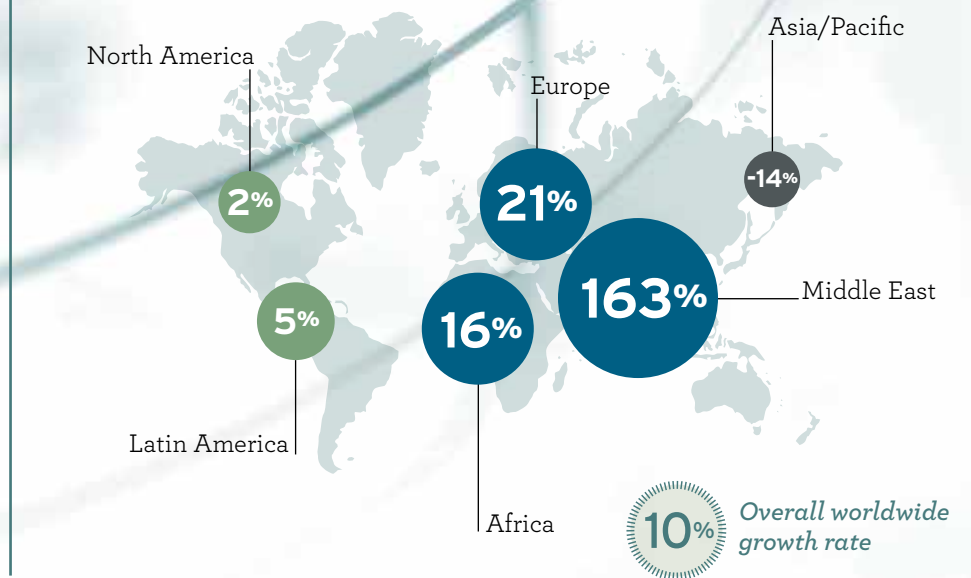 Asia/Pacific
North America
Europe
-14%
2%
21%
163%
Middle East
5%
16%
Latin America
Africa
10%
Overall worldwide
growth rate